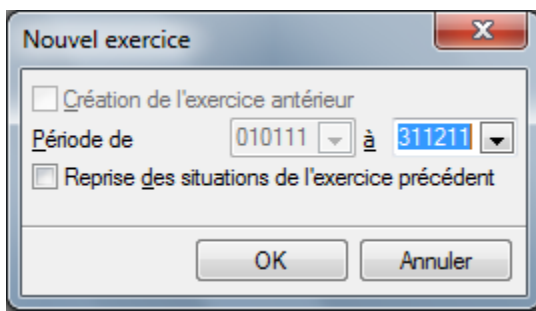 Nouvel exercice
Création de l'exercice antérieur
Période de 010111 à 311211
Reprise des situations de l'exercice précédent
OK Annuler